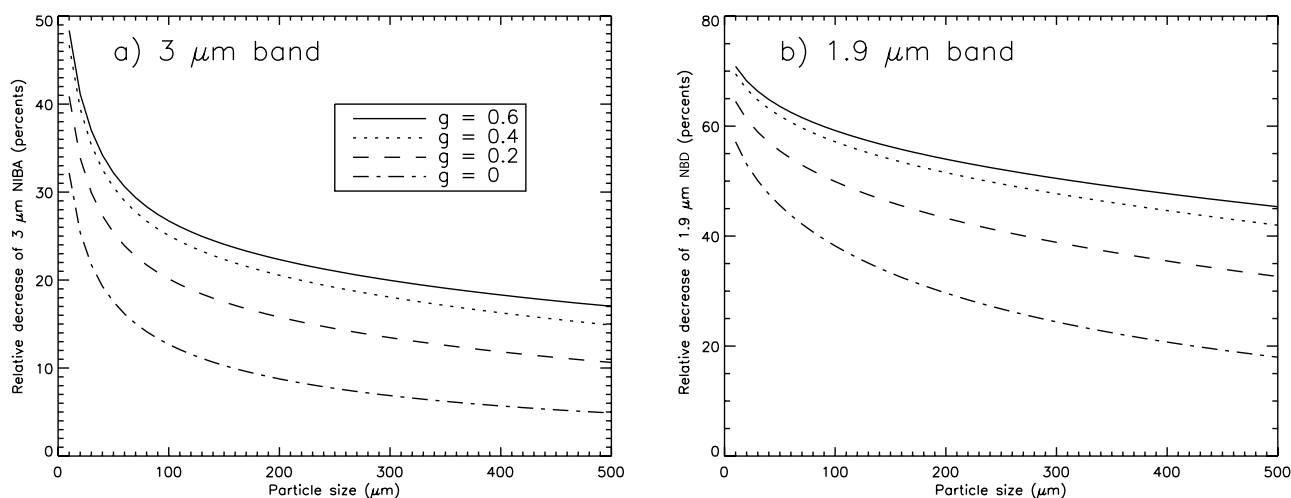 a) 3 μm band
g = 0.6
g = 0.4
g = 0.2
g = 0
Relative decrease of 3 μm NIBA (percents)
50
40
30
20
10
0
0 100 200 300 400 500
Particle size (μm)
b) 1.9 μm band
Relative decrease of 1.9 μm NBD (percents)
80
60
40
20
0
0 100 200 300 400 500
Particle size (μm)